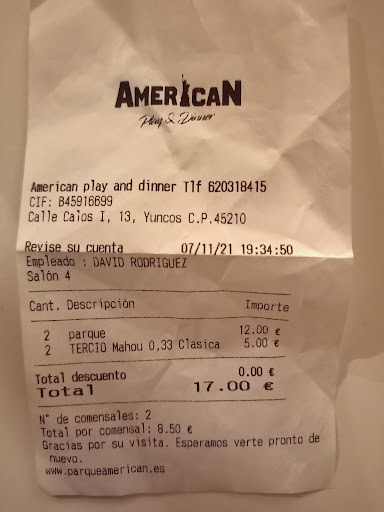 AMERICAN
Play & Dinner
American play and dinner Tlf 620318415
CIF: B45916699
Calle Calos I, 13, Yuncos C.P.45210
Revise su cuenta 07/11/21 19:34:50
Empleado : DAVID RODRIGUEZ
Salón 4
Cant. Descripción Importe
2 parque 12.00 €
2 TERCIO Mahou 0,33 Clasica 5.00 €
Total descuento 0.00 €
Total 17.00 €
N° de comensales: 2
Total por comensal: 8.50 €
Gracias por su visita. Esperamos verte pronto de
nuevo.
www.parqueamerican.es